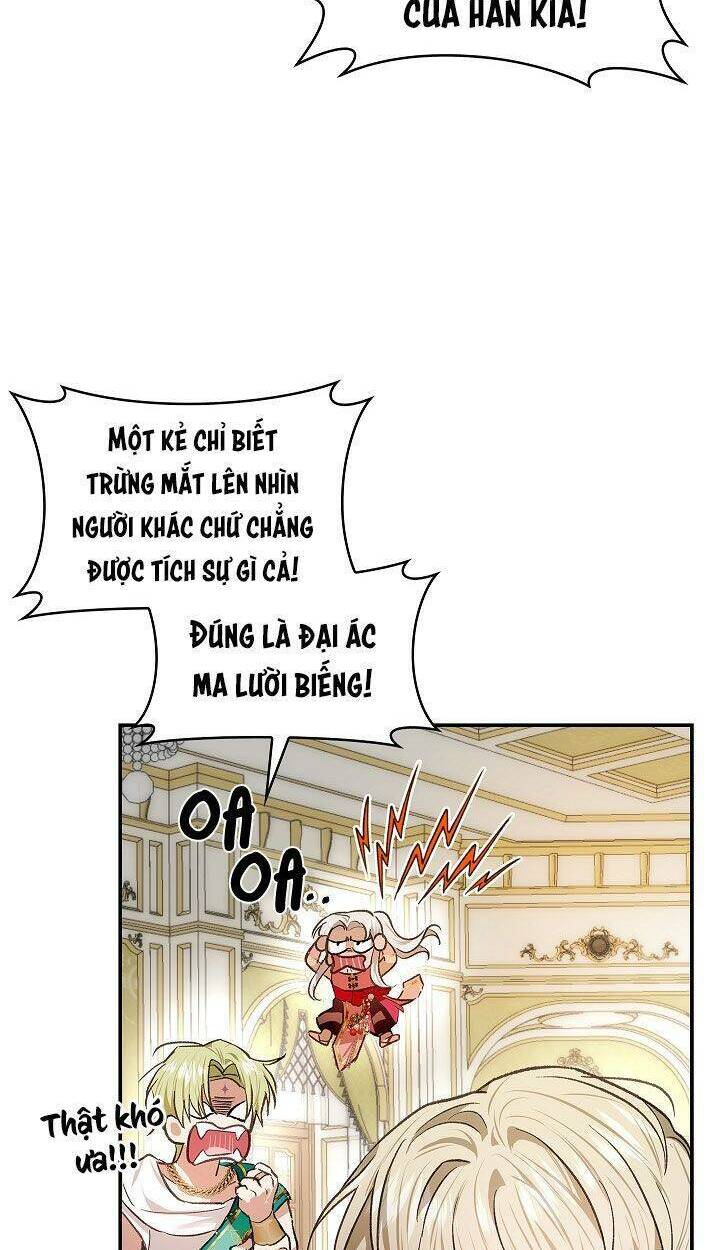 CỦA HẮN KÌA!
MỘT KẺ CHỈ BIẾT
TRỪNG MẮT LÊN NHÌN
NGƯỜI KHÁC CHỨ CHẲNG
ĐƯỢC TÍCH SỰ GÌ CẢ!
ĐÚNG LÀ ĐẠI ÁC
MA LƯỜI BIẾNG!
OA
OA..
Thật khó
ưa!!!